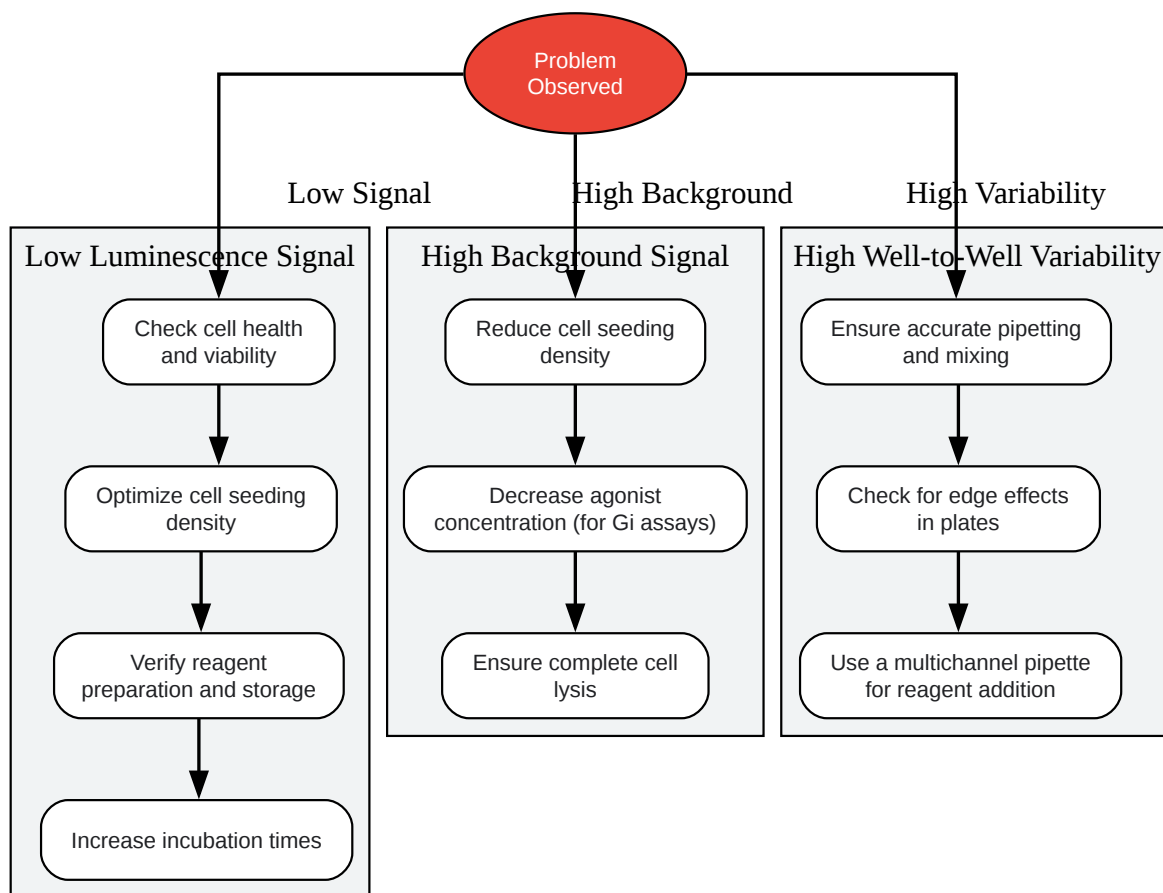 Problem
Observed
Low Signal
High Background
High Variability
Low Luminescence Signal
Check cell health
and viability
Optimize cell seeding
density
Verify reagent
preparation and storage
Increase incubation times
High Background Signal
Reduce cell seeding
density
Decrease agonist
concentration (for Gi assays)
Ensure complete cell
lysis
High Well-to-Well Variability
Ensure accurate pipetting
and mixing
Check for edge effects
in plates
Use a multichannel pipette
for reagent addition